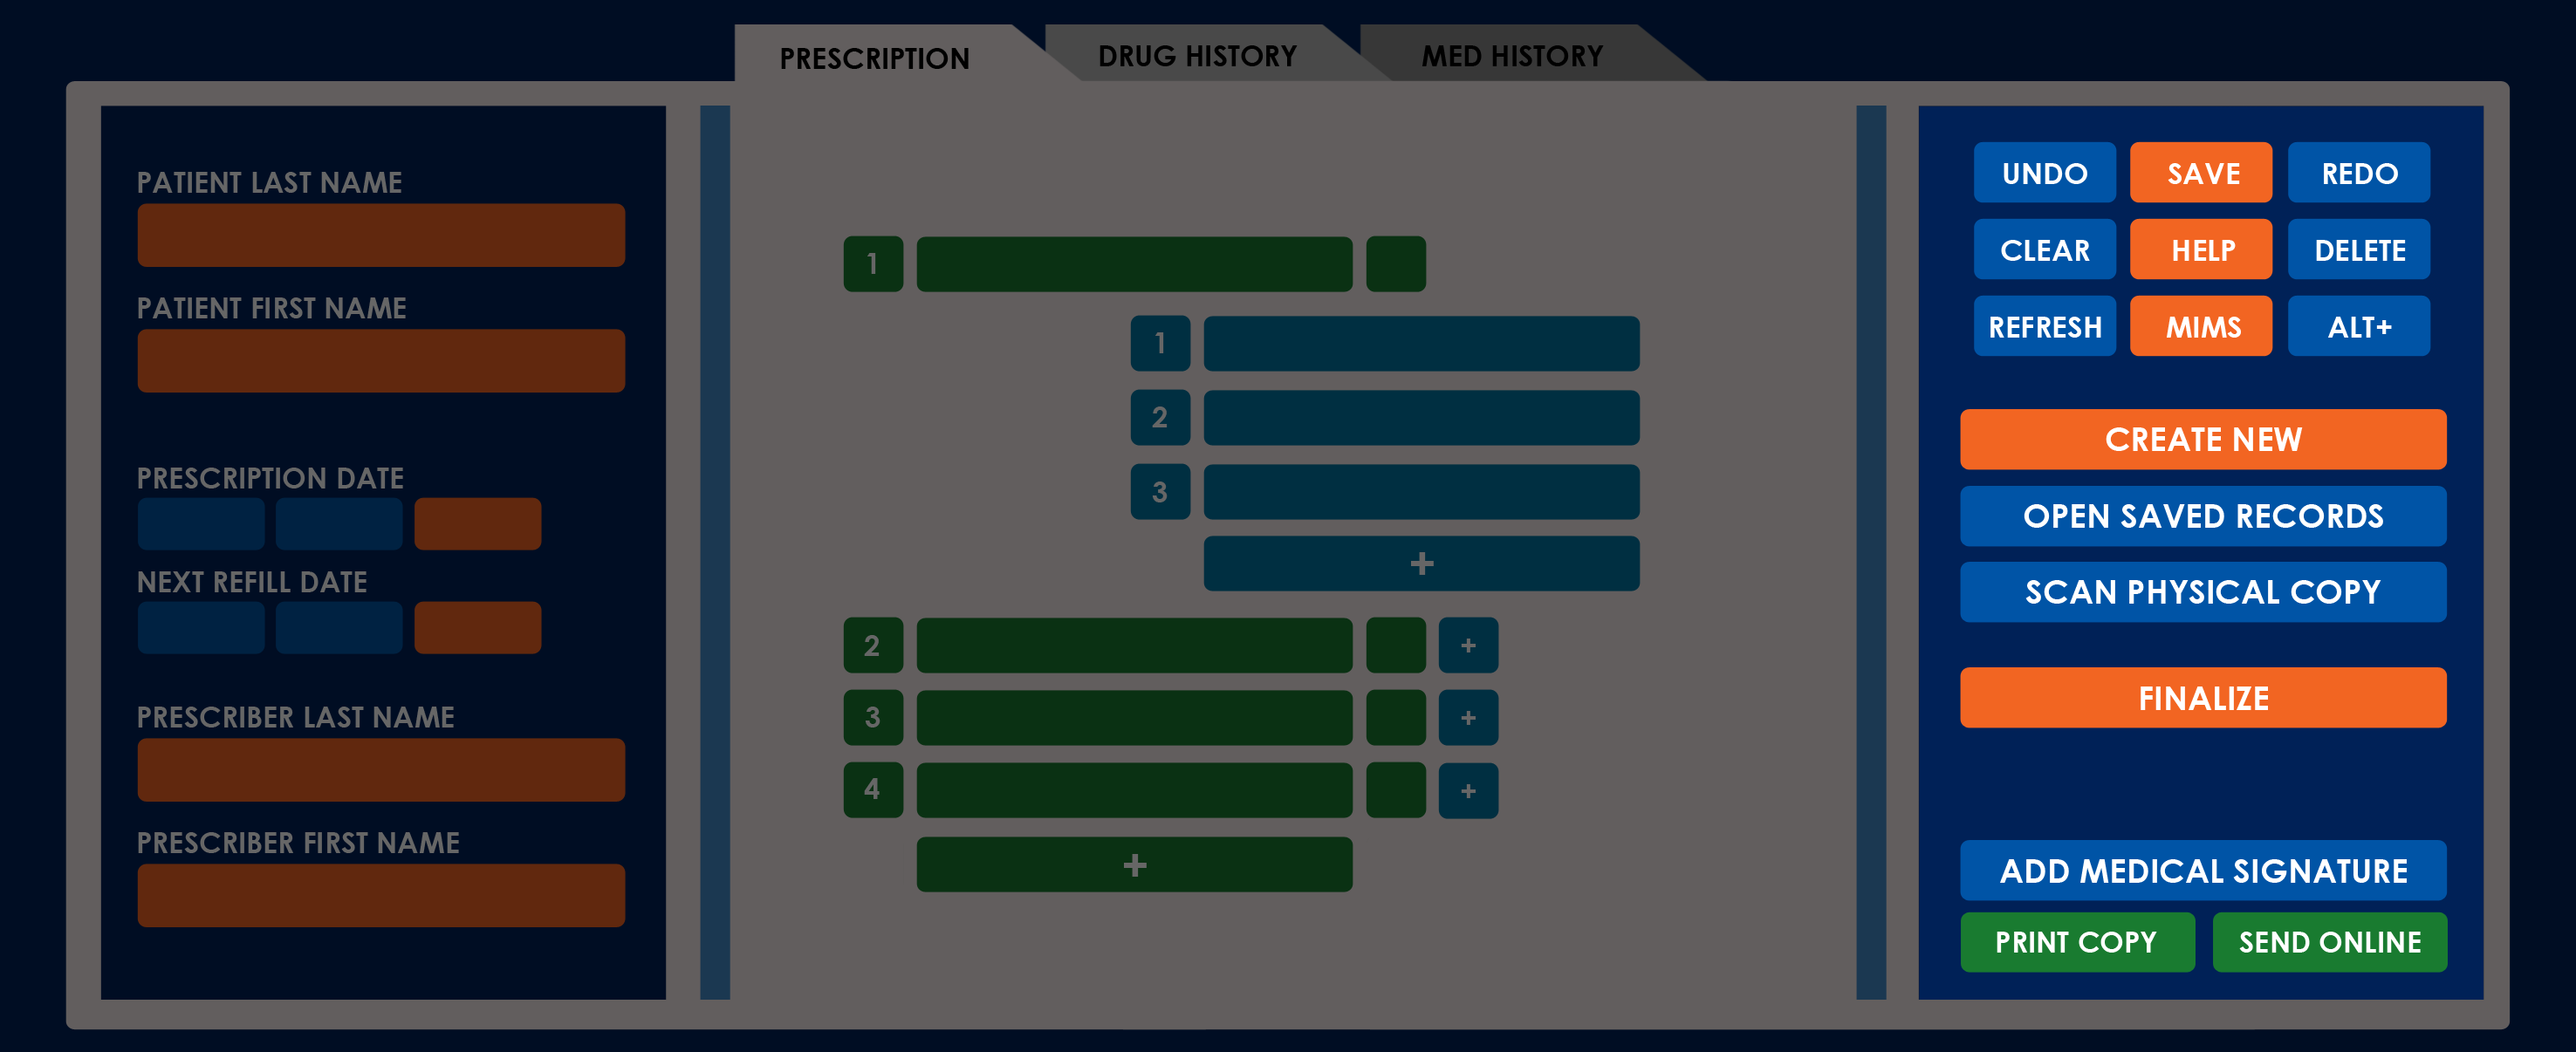 PRESCRIPTION
DRUG HISTORY
MED HISTORY
PATIENT LAST NAME
PATIENT FIRST NAME
PRESCRIPTION DATE
NEXT REFILL DATE
PRESCRIBER LAST NAME
PRESCRIBER FIRST NAME
1
1
2
3
+
2 +
3 +
4 +
+
UNDO SAVE REDO
CLEAR HELP DELETE
REFRESH MIMS ALT+
CREATE NEW
OPEN SAVED RECORDS
SCAN PHYSICAL COPY
FINALIZE
ADD MEDICAL SIGNATURE
PRINT COPY SEND ONLINE